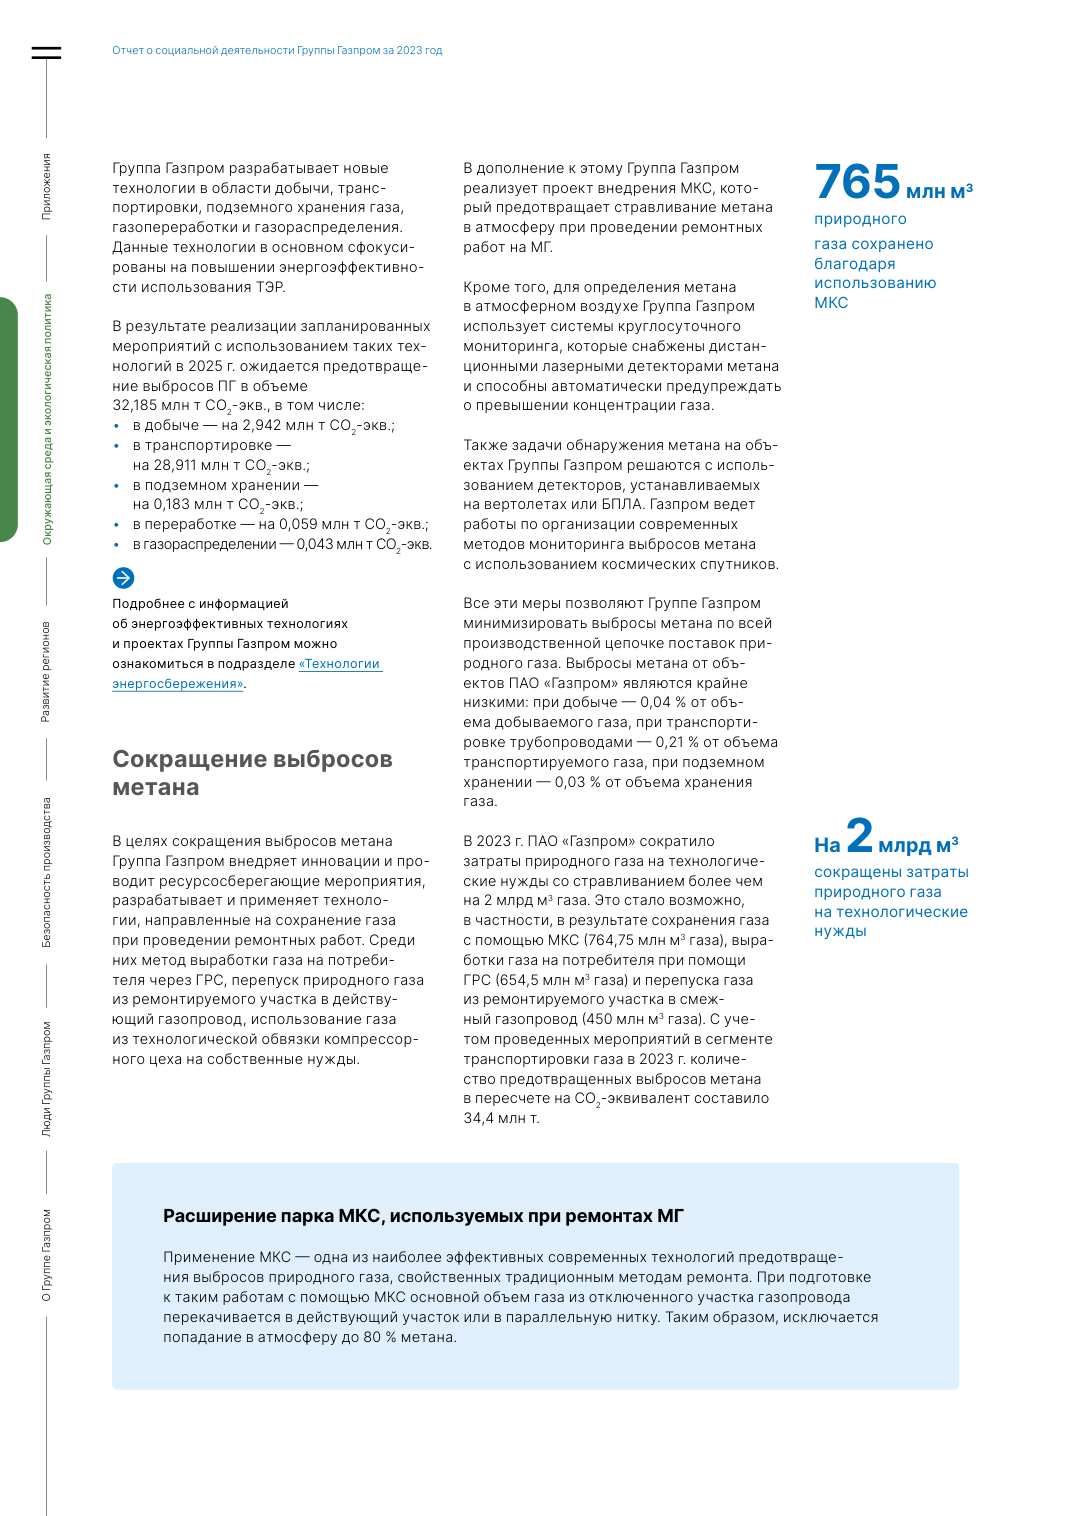 Отчет о социальной деятельности Группы Газпром за 2023 год
Приложения
Окружающая среда и экологическая политика
Развитие регионов
Безопасность производства
Люди Группы Газпром
О Группе Газпром
Группа Газпром разрабатывает новые
технологии в области добычи, транс-
портировки, подземного хранения газа,
газопереработки и газораспределения.
Данные технологии в основном сфокуси-
рованы на повышении энергоэффективно-
сти использования ТЭР.
В результате реализации запланированных
мероприятий с использованием таких тех-
нологий в 2025 г. ожидается предотвраще-
ние выбросов ПГ в объеме
32,185 млн т CO₂-экв., в том числе:
• в добыче — на 2,942 млн т CO₂-экв.;
• в транспортировке —
на 28,911 млн т CO₂-экв.;
• в подземном хранении —
на 0,183 млн т CO₂-экв.;
• в переработке — на 0,059 млн т CO₂-экв.;
• в газораспределении — 0,043 млн т CO₂-экв.
Подробнее с информацией
об энергоэффективных технологиях
и проектах Группы Газпром можно
ознакомиться в подразделе «Технологии
энергосбережения».
Сокращение выбросов
метана
В целях сокращения выбросов метана
Группа Газпром внедряет инновации и про-
водит ресурсосберегающие мероприятия,
разрабатывает и применяет техноло-
гии, направленные на сохранение газа
при проведении ремонтных работ. Среди
них метод выработки газа на потреби-
теля через ГРС, перепуск природного газа
из ремонтируемого участка в действу-
ющий газопровод, использование газа
из технологической обвязки компрессор-
ного цеха на собственные нужды.
В дополнение к этому Группа Газпром
реализует проект внедрения МКС, кото-
рый предотвращает стравливание метана
в атмосферу при проведении ремонтных
работ на МГ.
Кроме того, для определения метана
в атмосферном воздухе Группа Газпром
использует системы круглосуточного
мониторинга, которые снабжены дистан-
ционными лазерными детекторами метана
и способны автоматически предупреждать
о превышении концентрации газа.
Также задачи обнаружения метана на объ-
ектах Группы Газпром решаются с исполь-
зованием детекторов, устанавливаемых
на вертолетах или БПЛА. Газпром ведет
работы по организации современных
методов мониторинга выбросов метана
с использованием космических спутников.
Все эти меры позволяют Группе Газпром
минимизировать выбросы метана по всей
производственной цепочке поставок при-
родного газа. Выбросы метана от объ-
ектов ПАО «Газпром» являются крайне
низкими: при добыче — 0,04 % от объ-
ема добываемого газа, при транспорти-
ровке трубопроводами — 0,21 % от объема
транспортируемого газа, при подземном
хранении — 0,03 % от объема хранения
газа.
В 2023 г. ПАО «Газпром» сократило
затраты природного газа на технологиче-
ские нужды со стравливанием более чем
на 2 млрд м³ газа. Это стало возможно,
в частности, в результате сохранения газа
с помощью МКС (764,75 млн м³ газа), выра-
ботки газа на потребителя при помощи
ГРС (654,5 млн м³ газа) и перепуска газа
из ремонтируемого участка в смеж-
ный газопровод (450 млн м³ газа). С уче-
том проведенных мероприятий в сегменте
транспортировки газа в 2023 г. количе-
ство предотвращенных выбросов метана
в пересчете на CO₂-эквивалент составило
34,4 млн т.
765 млн м³
природного
газа сохранено
благодаря
использованию
МКС
На 2 млрд м³
сокращены затраты
природного газа
на технологические
нужды
Расширение парка МКС, используемых при ремонтах МГ
Применение МКС — одна из наиболее эффективных современных технологий предотвраще-
ния выбросов природного газа, свойственных традиционным методам ремонта. При подготовке
к таким работам с помощью МКС основной объем газа из отключенного участка газопровода
перекачивается в действующий участок или в параллельную нитку. Таким образом, исключается
попадание в атмосферу до 80 % метана.